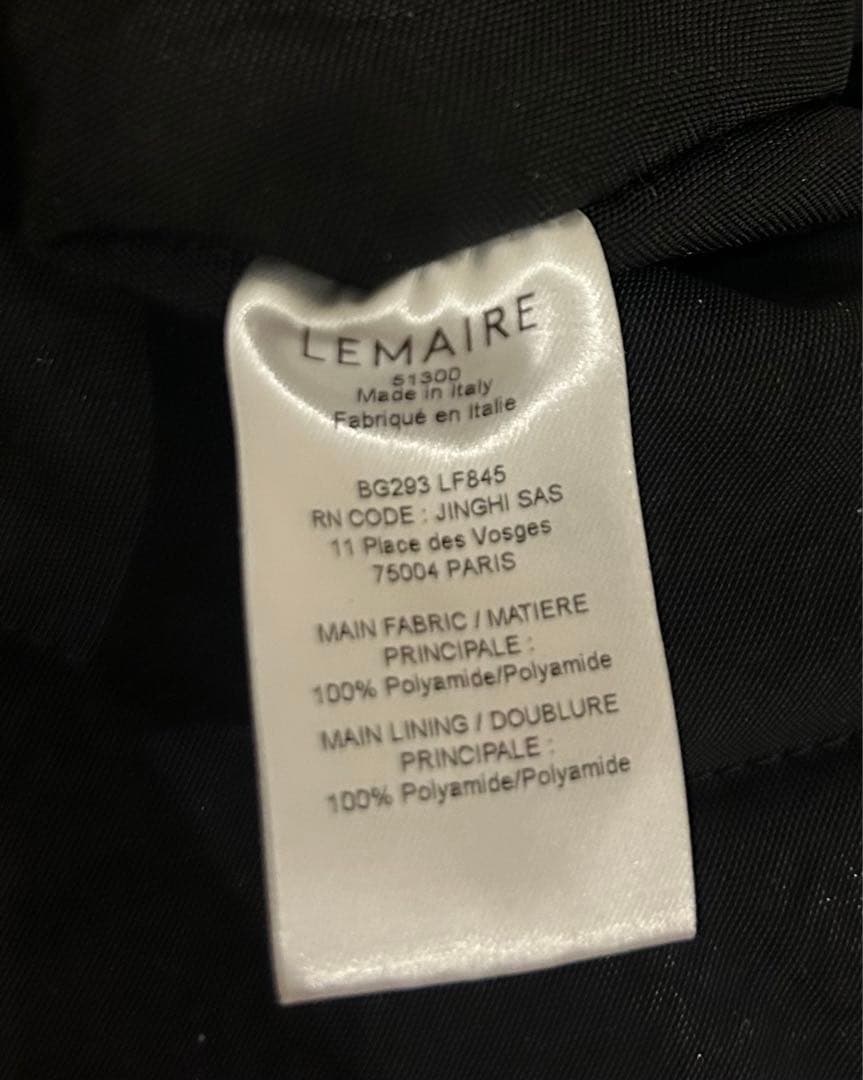 LEMAIRE
51300
Made in Italy
Fabriqué en Italie
BG293 LF845
RN CODE : JINGHI SAS
11 Place des Vosges
75004 PARIS
MAIN FABRIC / MATIERE
PRINCIPALE :
100% Polyamide/Polyamide
MAIN LINING / DOUBLURE
PRINCIPALE :
100% Polyamide/Polyamide